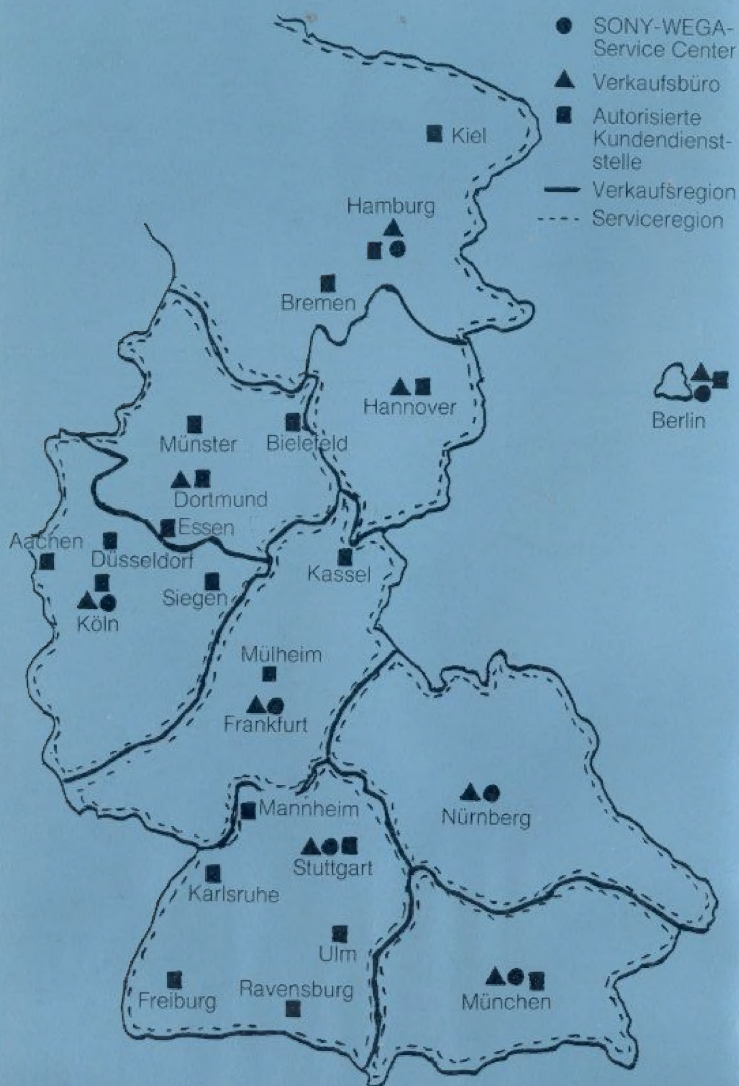 SONY-WEGA-
Service Center
Verkaufsbüro
Autorisierte
Kundendienst-
stelle
Verkaufsregion
Serviceregion
Kiel
Hamburg
Bremen
Hannover
Berlin
Münster
Bielefeld
Dortmund
Essen
Aachen
Düsseldorf
Siegen
Kassel
Köln
Mülheim
Frankfurt
Nürnberg
Mannheim
Stuttgart
Karlsruhe
Ulm
Freiburg
Ravensburg
München